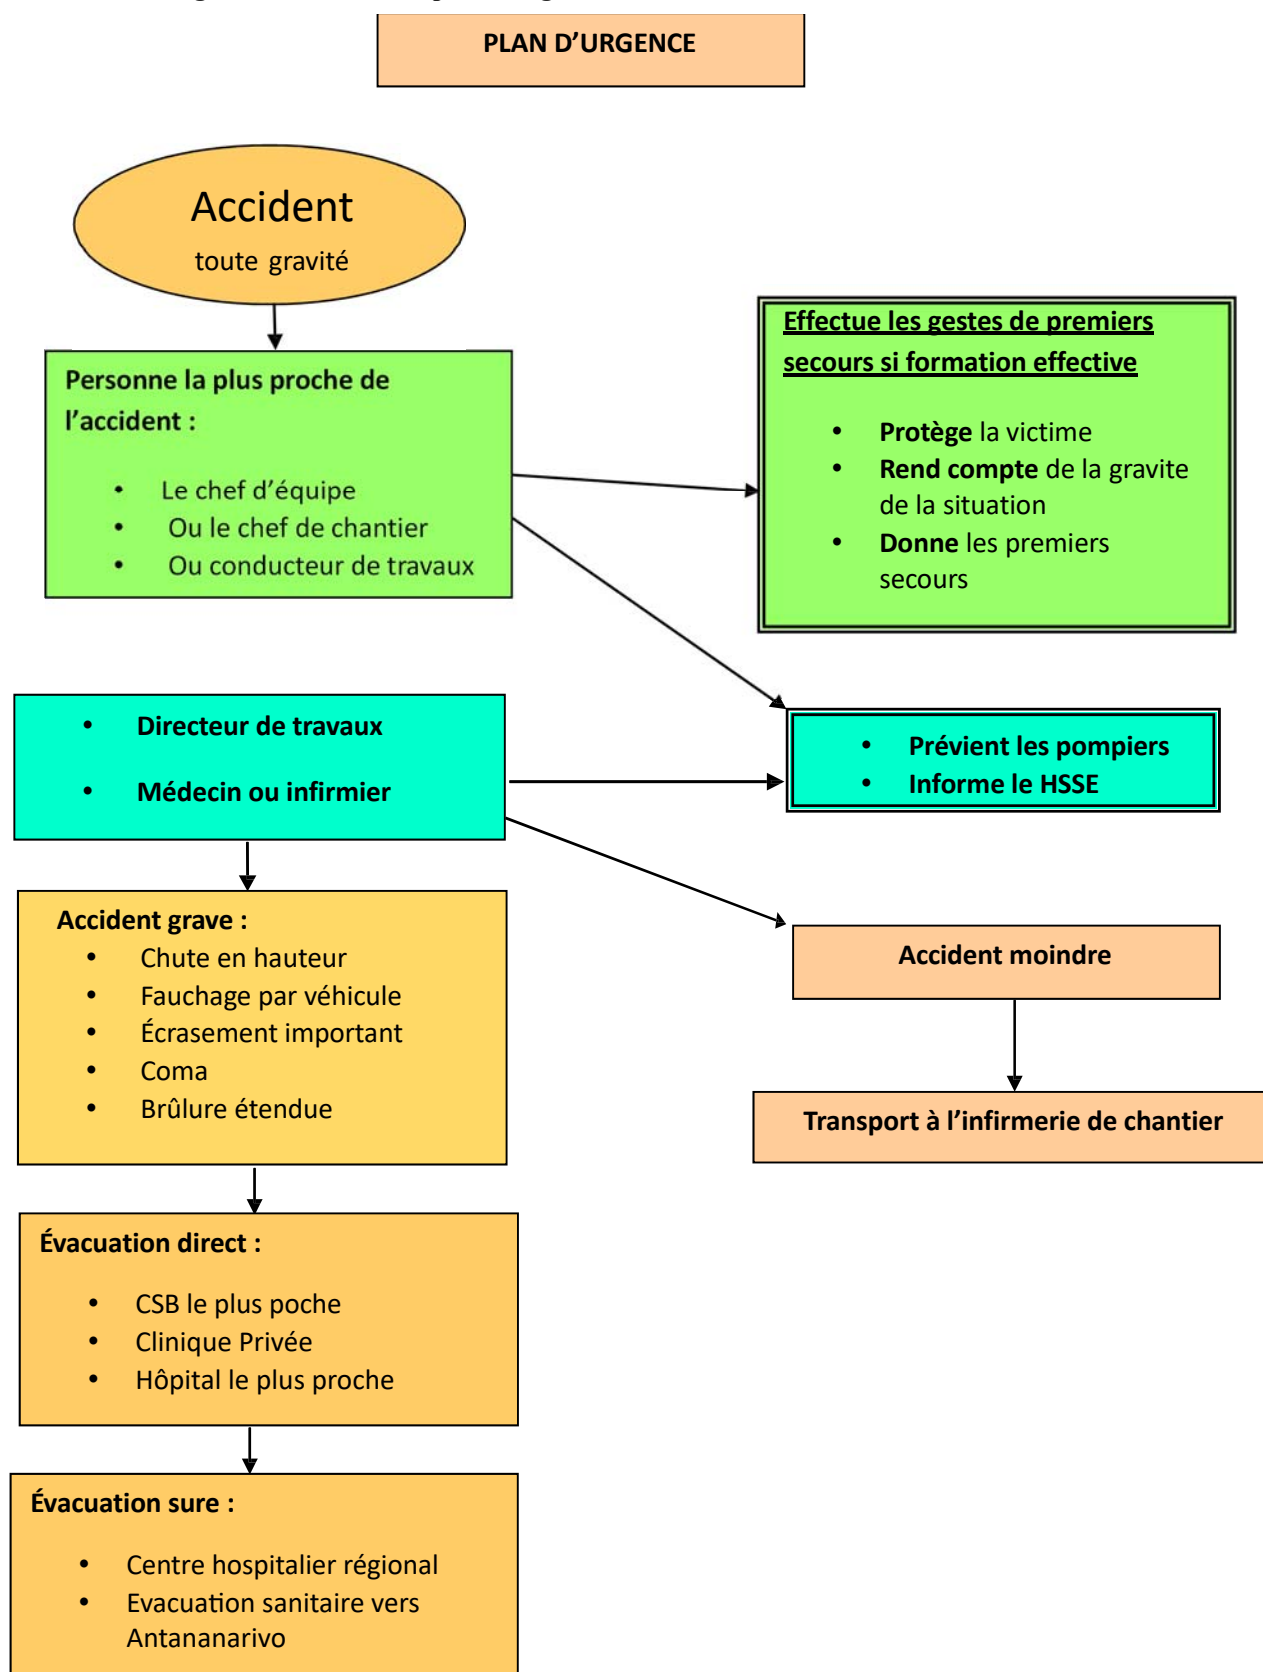 PLAN D’URGENCE
Accident
toute gravité
Personne la plus proche de
l’accident :
• Le chef d’équipe
• Ou le chef de chantier
• Ou conducteur de travaux
Effectue les gestes de premiers
secours si formation effective
• Protège la victime
• Rend compte de la gravite
de la situation
• Donne les premiers
secours
• Directeur de travaux
• Médecin ou infirmier
• Prévient les pompiers
• Informe le HSSE
Accident grave :
• Chute en hauteur
• Fauchage par véhicule
• Écrasement important
• Coma
• Brûlure étendue
Accident moindre
Transport à l’infirmerie de chantier
Évacuation direct :
• CSB le plus poche
• Clinique Privée
• Hôpital le plus proche
Évacuation sure :
• Centre hospitalier régional
• Evacuation sanitaire vers
Antananarivo